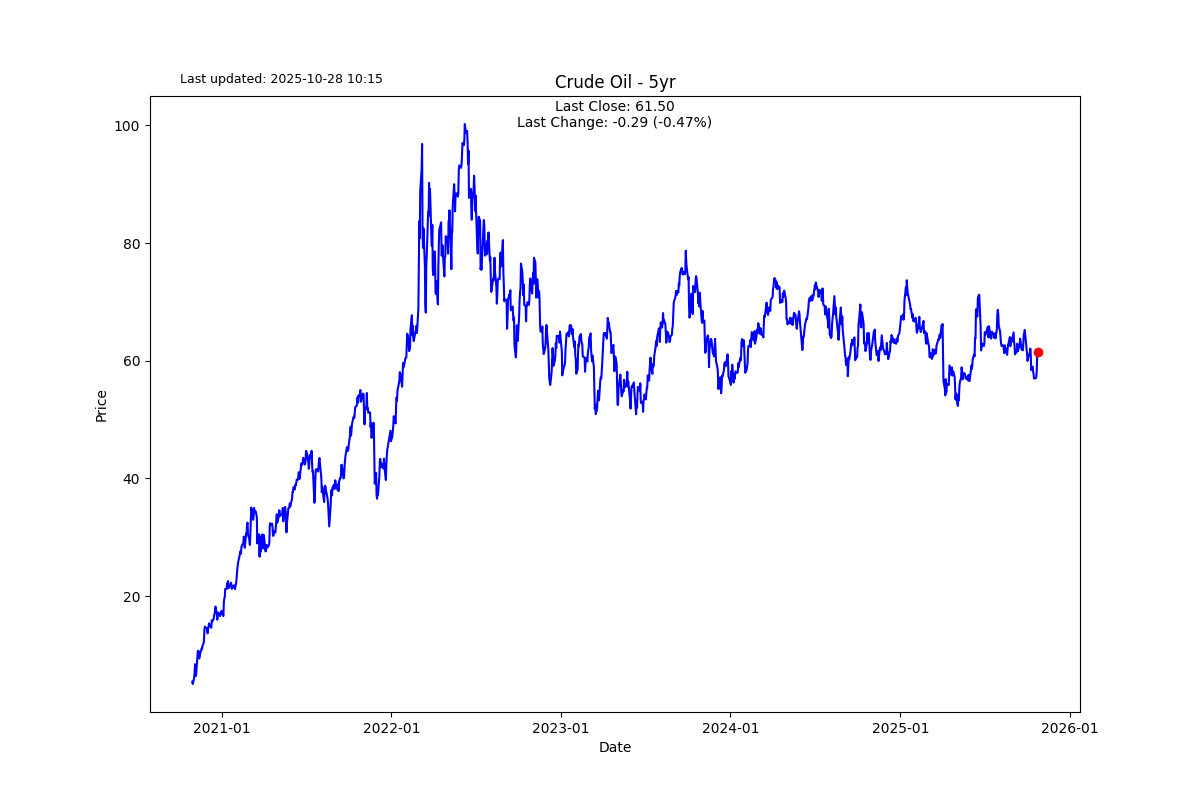 Last updated: 2025-10-28 10:15
Crude Oil - 5yr
Last Close: 61.50
Last Change: -0.29 (-0.47%)
100
80
60
40
20
Price
2021-01
2022-01
2023-01
2024-01
2025-01
2026-01
Date